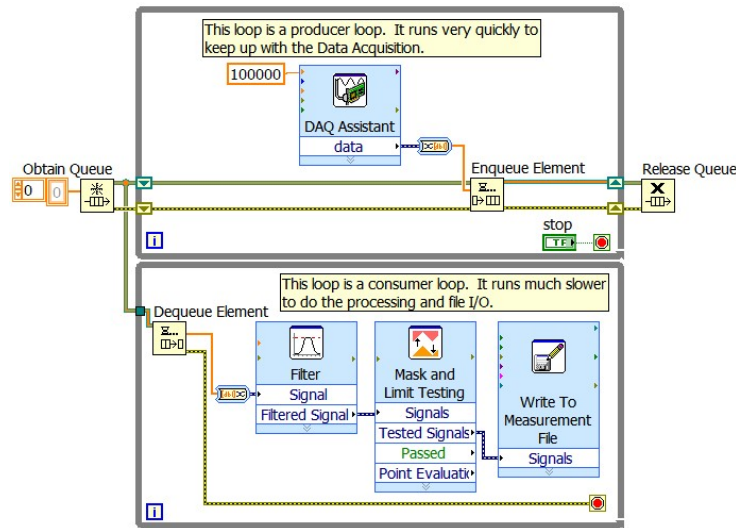 This loop is a producer loop. It runs very quickly to
keep up with the Data Acquisition.
100000
DAQ Assistant
data
Obtain Queue
Enqueue Element
Release Queue
0
0
stop
TF
i
This loop is a consumer loop. It runs much slower
to do the processing and file I/O.
Dequeue Element
Filter
Signal
Filtered Signal
Mask and
Limit Testing
Signals
Tested Signals
Passed
Point Evaluatic
Write To
Measurement
File
Signals
i